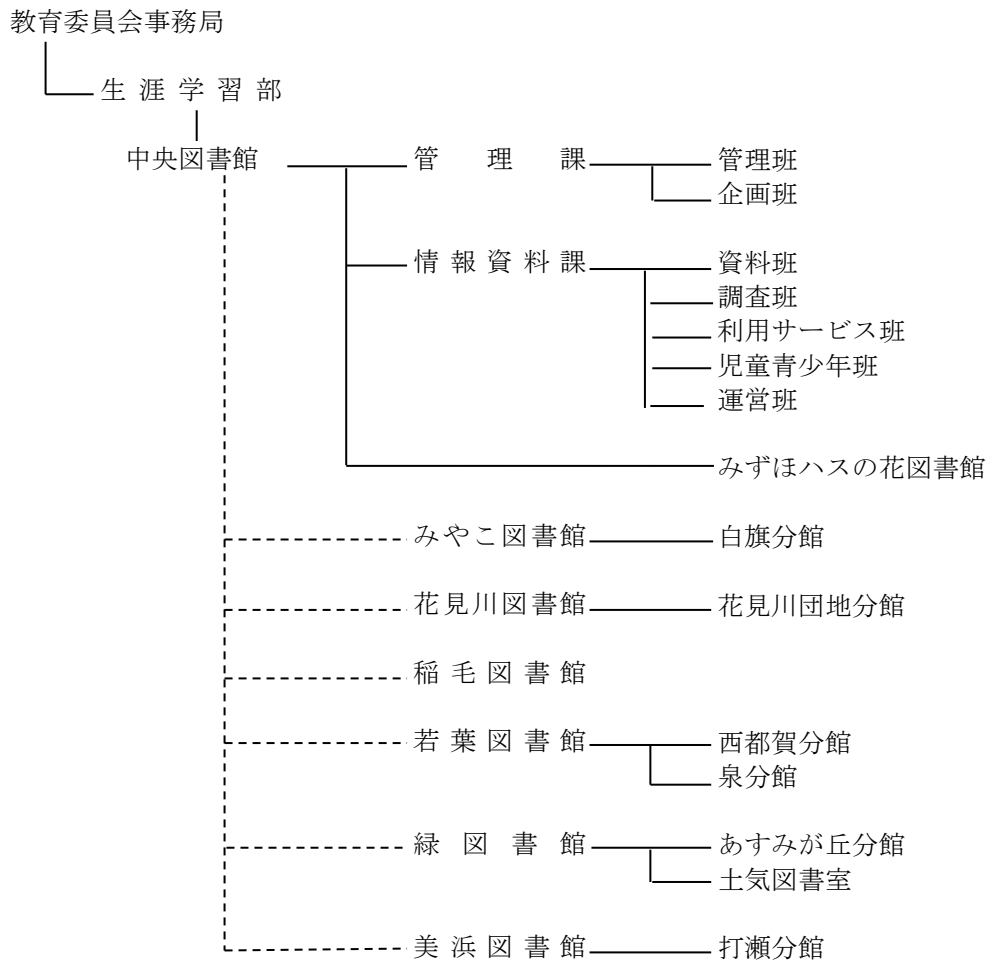 教育委員会事務局
生涯学習部
中央図書館 管理課 管理班
企画班
情報資料課 資料班
調査班
利用サービス班
児童青少年班
運営班
みずほハスの花図書館
みやこ図書館 白旗分館
花見川図書館 花見川団地分館
稲毛図書館
若葉図書館 西都賀分館
泉分館
緑図書館 あすみが丘分館
土気図書室
美浜図書館 打瀬分館